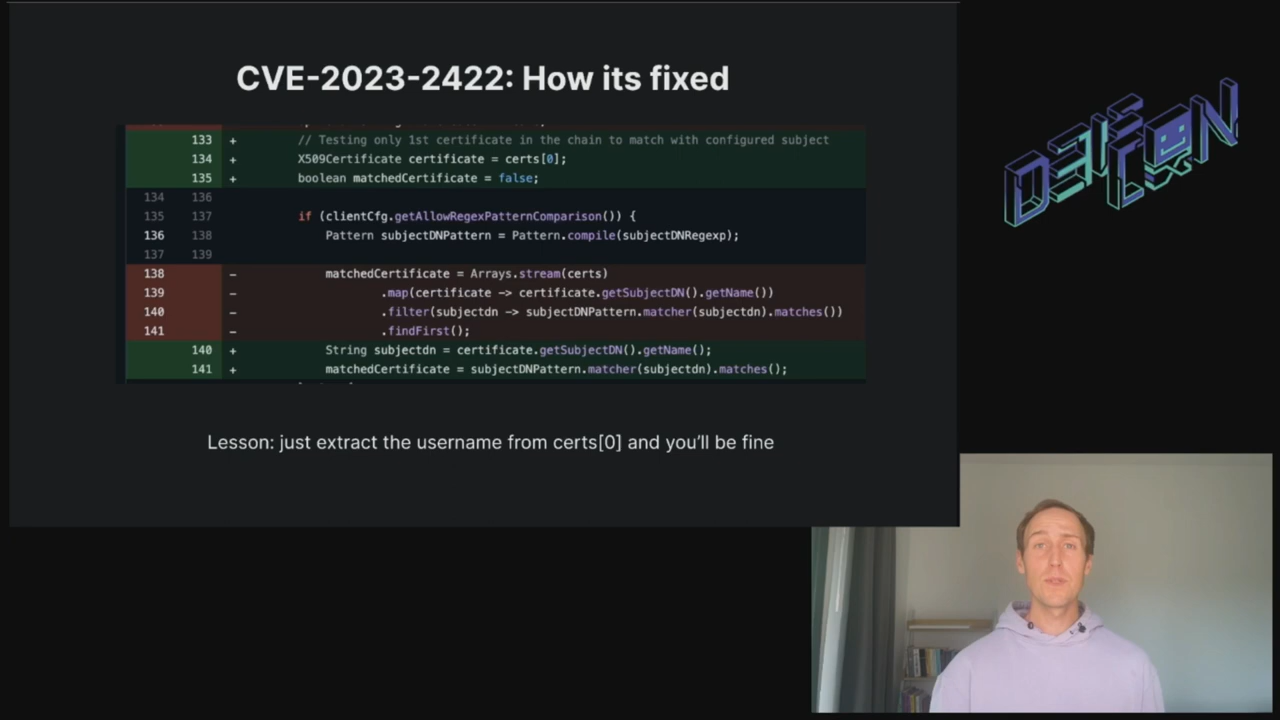 CVE-2023-2422: How its fixed
133 + // Testing only 1st certificate in the chain to match with configured subject
134 + X509Certificate certificate = certs[0];
135 + boolean matchedCertificate = false;
134 136
135 137 if (clientCfg.getAllowRegexPatternComparison()) {
136 138 Pattern subjectDNPattern = Pattern.compile(subjectDNRegexp);
137 139
138 - matchedCertificate = Arrays.stream(certs)
139 - .map(certificate -> certificate.getSubjectDN().getName())
140 - .filter(subjectdn -> subjectDNPattern.matcher(subjectdn).matches())
141 - .findFirst();
140 + String subjectdn = certificate.getSubjectDN().getName();
141 + matchedCertificate = subjectDNPattern.matcher(subjectdn).matches();
Lesson: just extract the username from certs[0] and you'll be fine
DEFCON